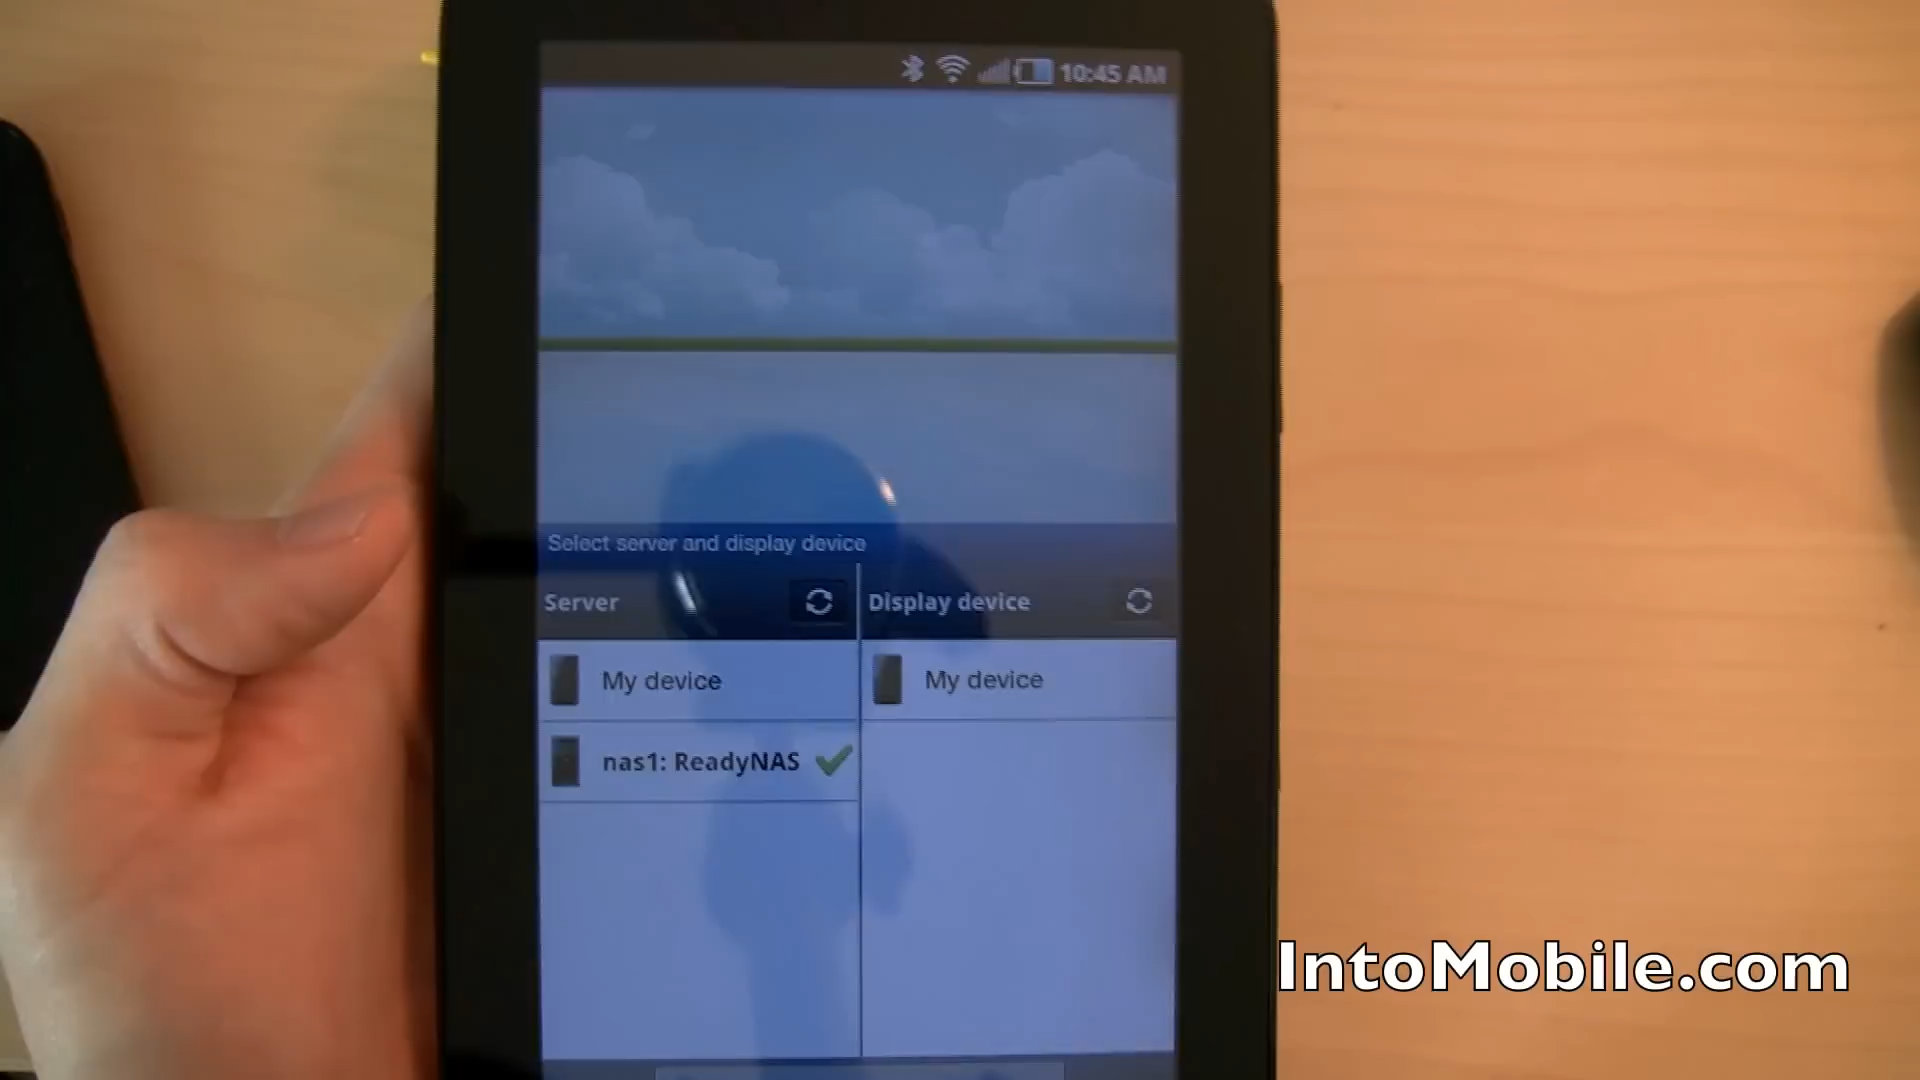 10:45 AM
Select server and display device
Server
Display device
My device
My device
nas1: ReadyNAS
IntoMobile.com